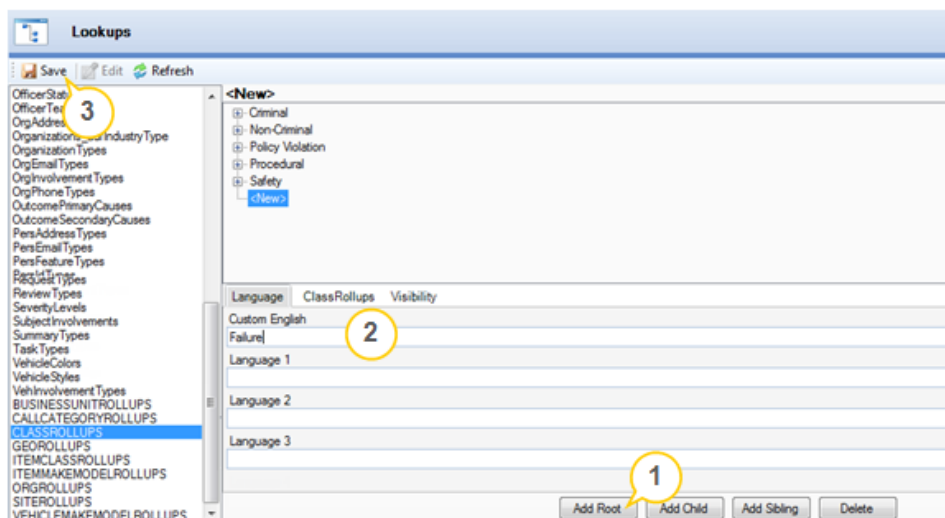 Lookups
Save Edit Refresh
OfficerStat
OfficerTea
OrgAddres
Organizations IndustryType
OrganizationTypes
OrgEmailTypes
OrgInvolvementTypes
OrgPhoneTypes
OutcomePrimaryCauses
OutcomeSecondaryCauses
PersAddressTypes
PersEmailTypes
PersFeatureTypes
PersIdTypes
RequestTypes
ReviewTypes
SeverityLevels
SubjectInvolvements
SummaryTypes
TaskTypes
VehicleColors
VehicleStyles
VehInvolvementTypes
BUSINESSUNITROLLUPS
CALLCATEGORYROLLUPS
CLASSROLLUPS
GEOROLLUPS
ITEMCLASSROLLUPS
ITEMMAKEMODELROLLUPS
ORGROLLUPS
SITEROLLUPS
VEHICLEMAKEMODELROLLUPS
3
<New>
Criminal
Non-Criminal
Policy Violation
Procedural
Safety
<New>
Language ClassRollups Visibility
Custom English
Failure
2
Language 1
Language 2
Language 3
1
Add Root Add Child Add Sibling Delete